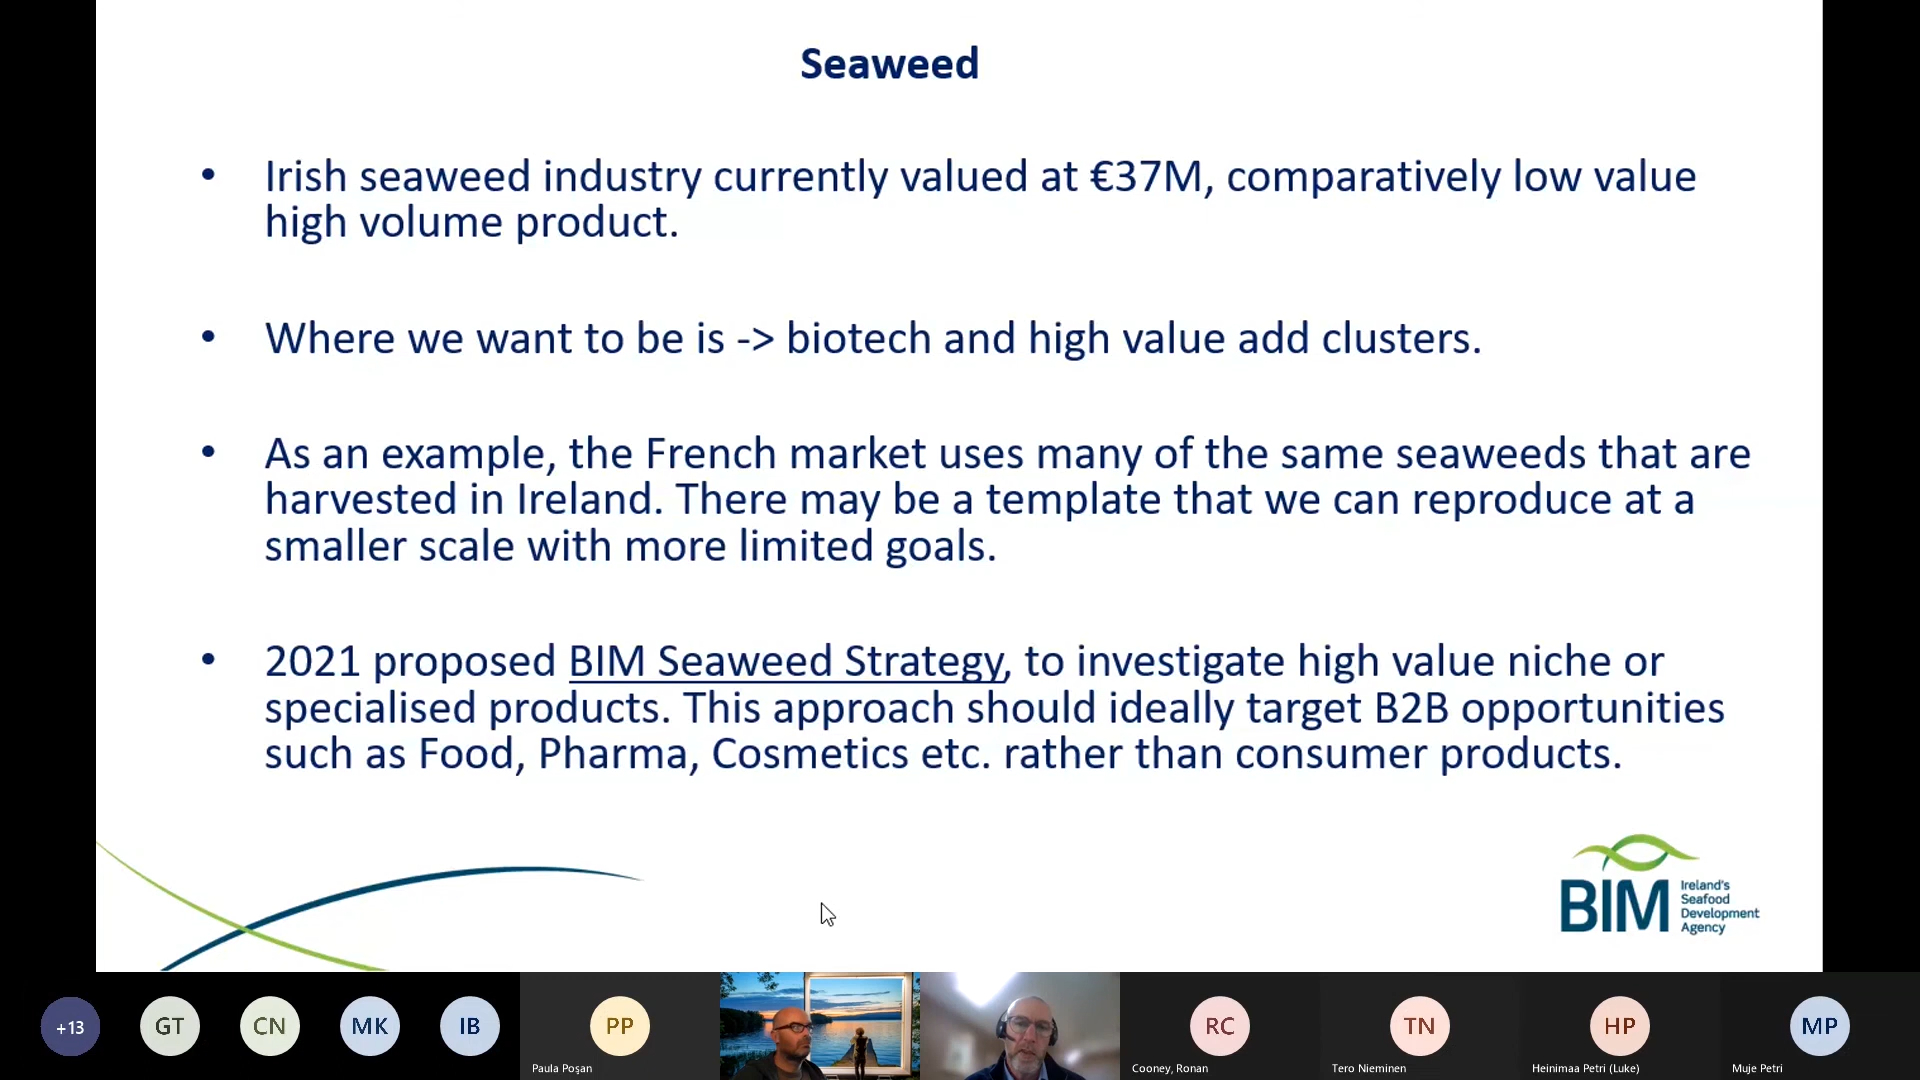 Seaweed
• Irish seaweed industry currently valued at €37M, comparatively low value
high volume product.
• Where we want to be is -> biotech and high value add clusters.
• As an example, the French market uses many of the same seaweeds that are
harvested in Ireland. There may be a template that we can reproduce at a
smaller scale with more limited goals.
• 2021 proposed BIM Seaweed Strategy, to investigate high value niche or
specialised products. This approach should ideally target B2B opportunities
such as Food, Pharma, Cosmetics etc. rather than consumer products.
BIM
Ireland's
Seafood
Development
Agency
+13
GT
CN
MK
IB
PP
RC
TN
HP
MP
Paula Poşan
Cooney, Ronan
Tero Nieminen
Heinimaa Petri (Luke)
Muje Petri